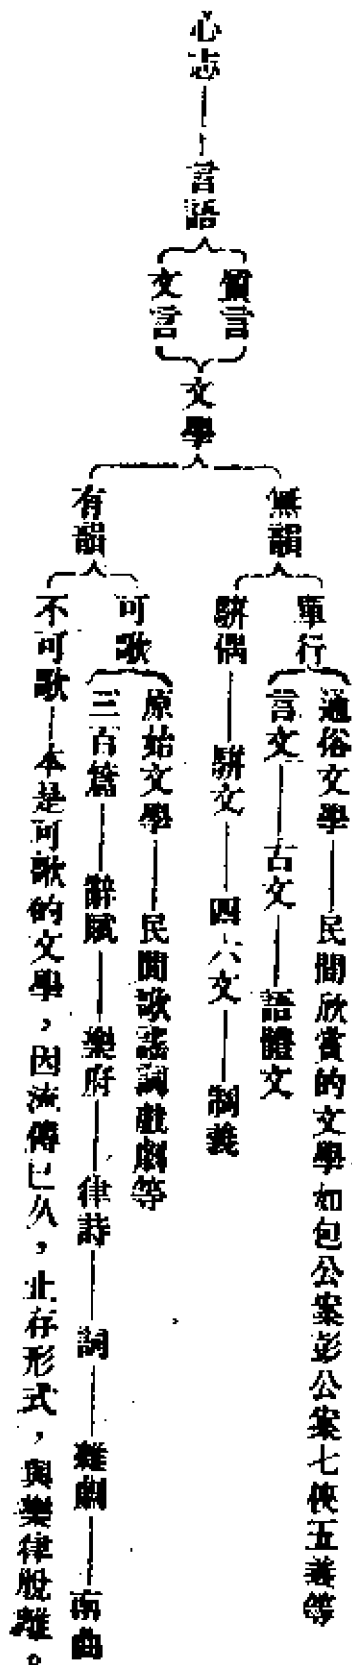 心志——言語
質言
文言
文學
無韻
單行
通俗文學——民間欣賞的文學如包公案彭公案七俠五義等
言文——古文——語體文
駢偶——駢文——四六文——制義
有韻
可歌
原始文學——民間歌謠詞戲劇等
三百篇——辭賦——樂府——律詩——詞——雜劇——南曲
不可歌—本是可歌的文學，因流傳已久，止存形式，與樂律脫離。